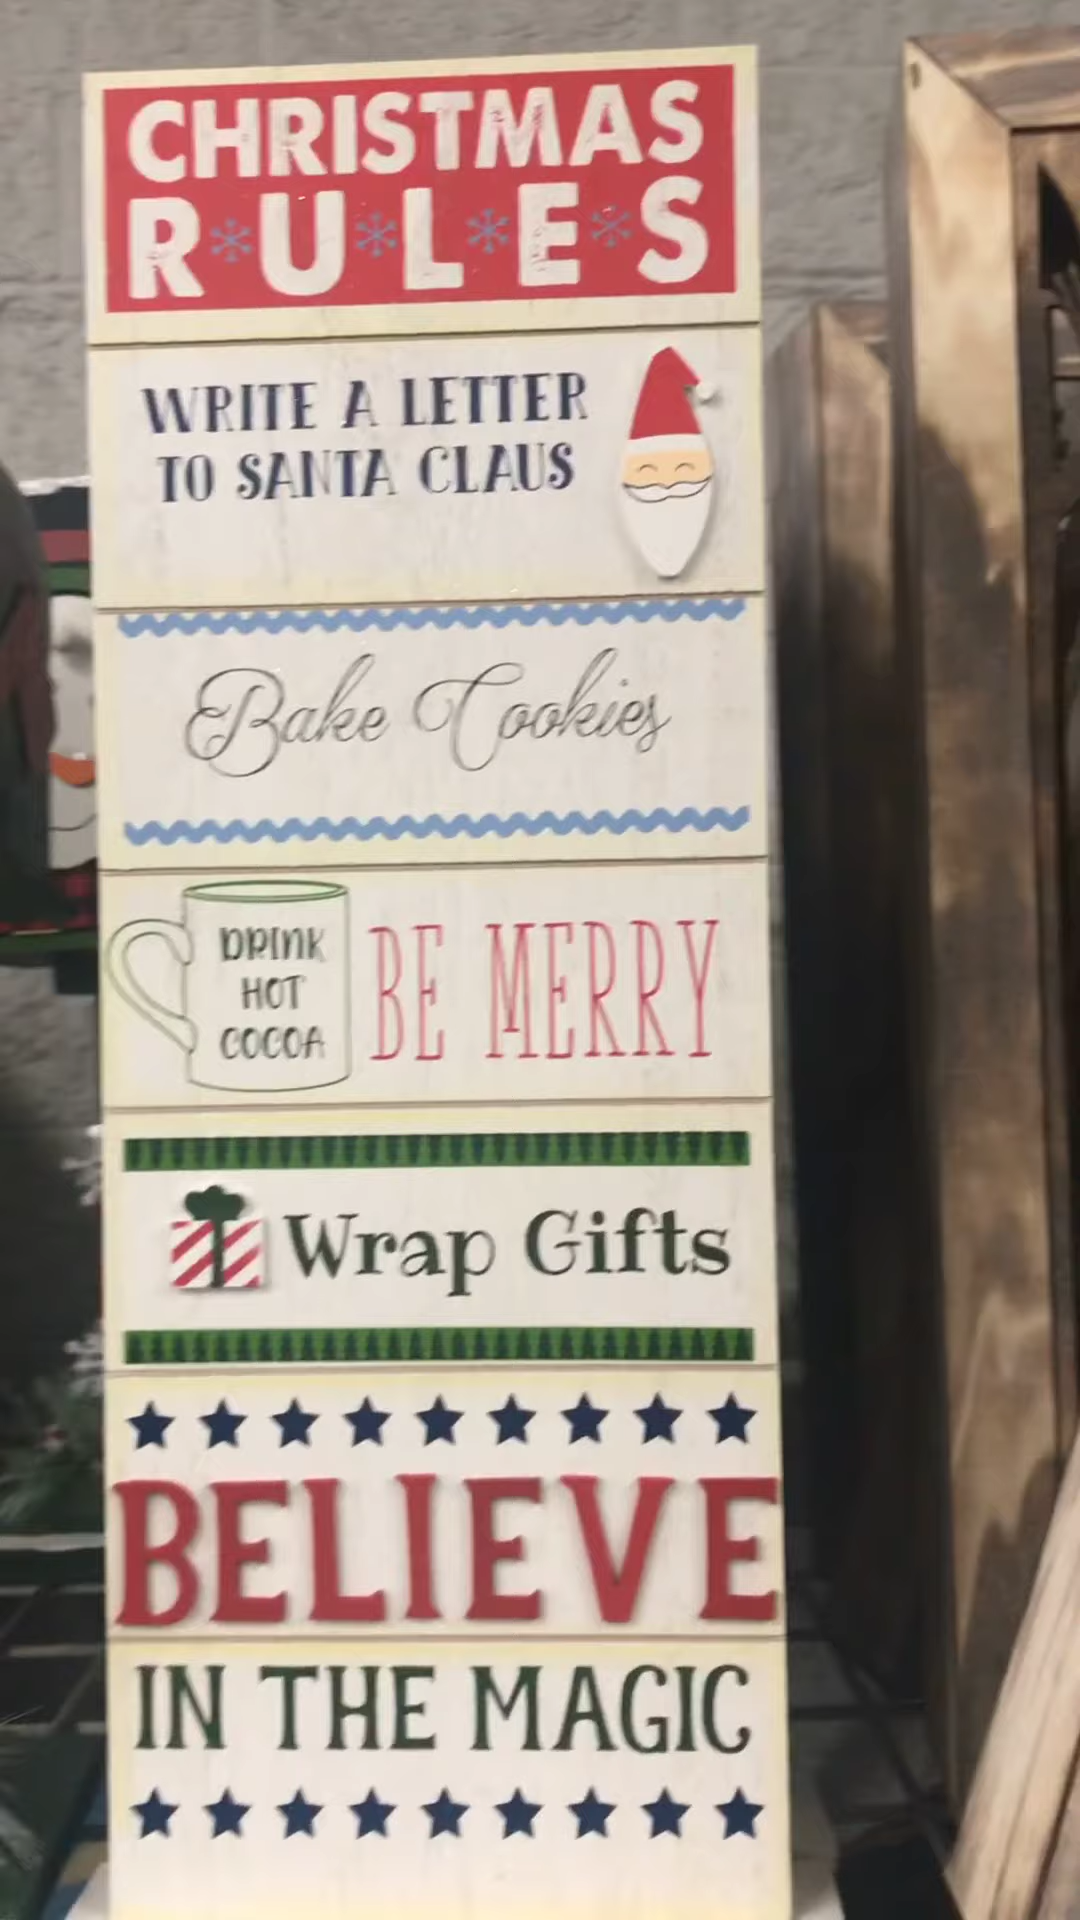 CHRISTMAS
RULES
WRITE A LETTER
TO SANTA CLAUS
Bake Cookies
DRINK
HOT
COCOA
BE MERRY
Wrap Gifts
BELIEVE
IN THE MAGIC